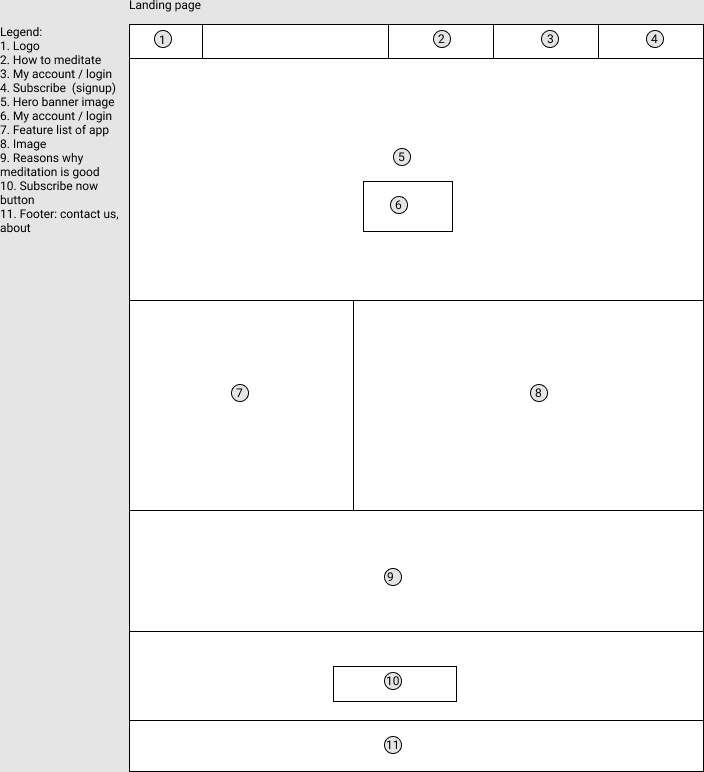 Landing page
Legend:
1. Logo
2. How to meditate
3. My account / login
4. Subscribe (signup)
5. Hero banner image
6. My account / login
7. Feature list of app
8. Image
9. Reasons why
meditation is good
10. Subscribe now
button
11. Footer: contact us,
about
1
2
3
4
5
6
7
8
9
10
11